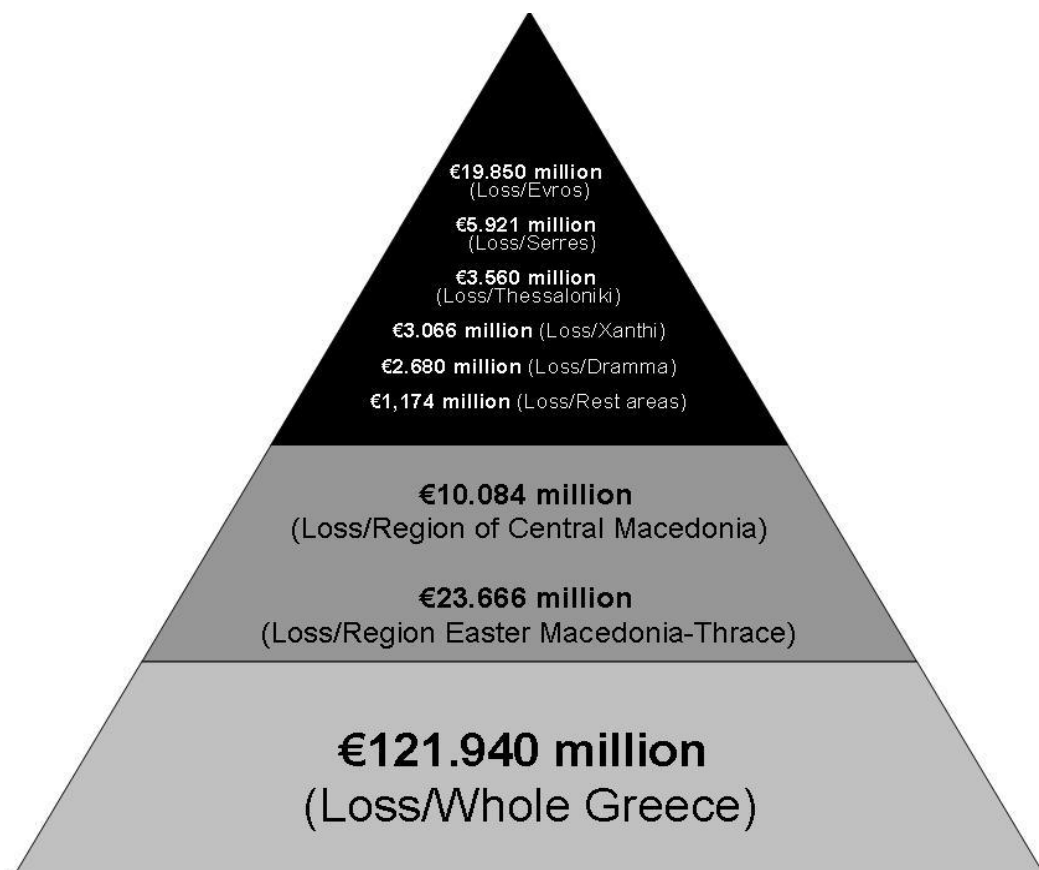 €19.850 million
(Loss/Evros)
€5.921 million
(Loss/Serres)
€3.560 million
(Loss/Thessaloniki)
€3.066 million (Loss/Xanthi)
€2.680 million (Loss/Dramma)
€1,174 million (Loss/Rest areas)
€10.084 million
(Loss/Region of Central Macedonia)
€23.666 million
(Loss/Region Easter Macedonia-Thrace)
€121.940 million
(Loss/Whole Greece)